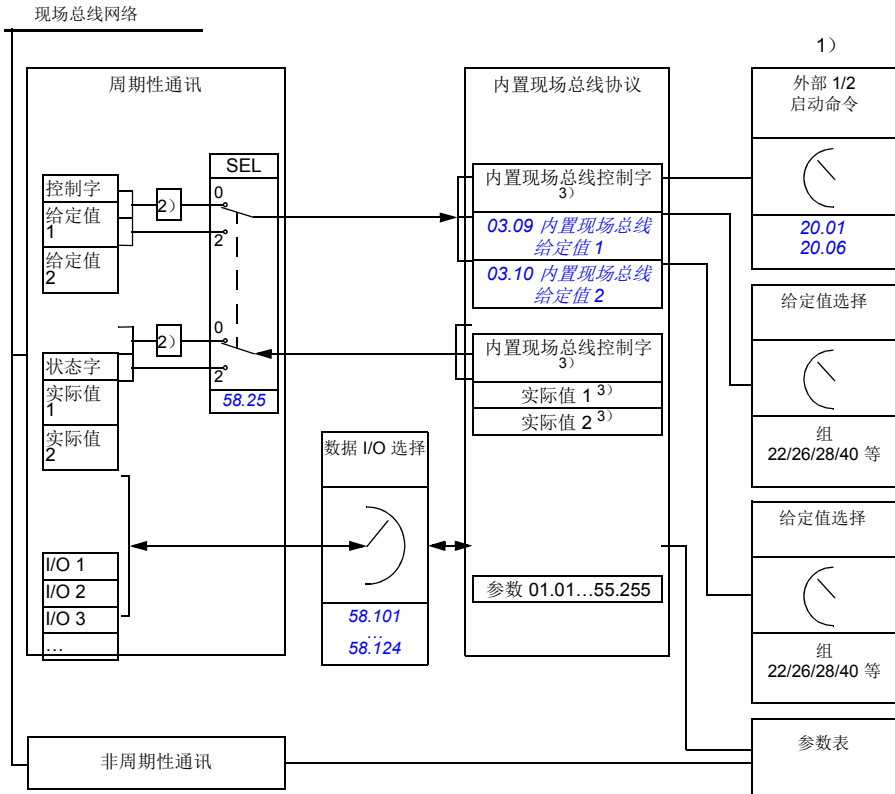 现场总线网络
周期性通讯
控制字
给定值
1
给定值
2
2）
SEL
0
2
状态字
实际值
1
实际值
2
2）
0
2
58.25
I/O 1
I/O 2
I/O 3
…
数据 I/O 选择
58.101
…
58.124
内置现场总线协议
内置现场总线控制字
3）
03.09 内置现场总线
给定值 1
03.10 内置现场总线
给定值 2
内置现场总线控制字
3）
实际值 1 3）
实际值 2 3）
参数 01.01…55.255
1）
外部 1/2
启动命令
20.01
20.06
给定值选择
组
22/26/28/40 等
给定值选择
组
22/26/28/40 等
参数表
非周期性通讯